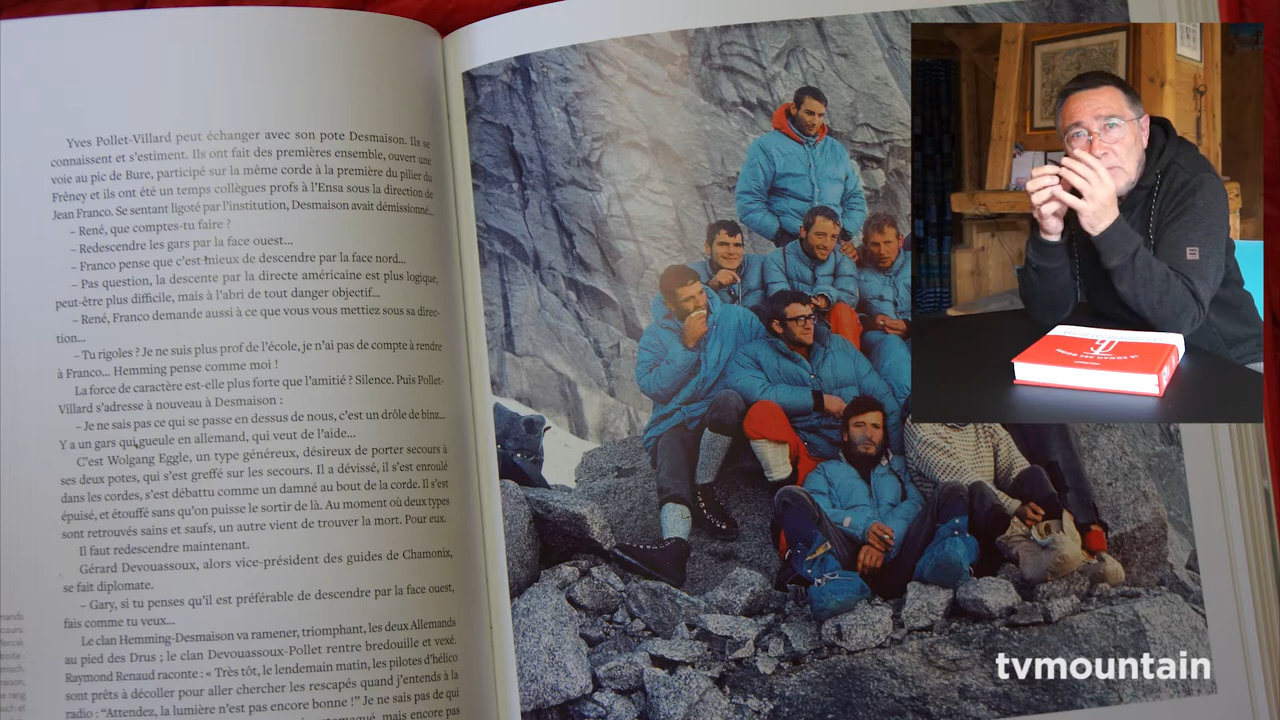 Yves Pollet-Villard peut échanger avec son pote Desmaison. Ils se
connaissent et s'estiment. Ils ont fait des premières ensemble, ouvert une
voie au pic de Bure, participé sur la même corde à la première du pilier du
Frêney et ils ont été un temps collègues profs à l'Ensa sous la direction de
Jean Franco. Se sentant ligoté par l'institution, Desmaison avait démissionné...
– René, que comptes-tu faire ?
– Redescendre les gars par la face ouest...
– Franco pense que c'est mieux de descendre par la face nord...
– Pas question, la descente par la directe américaine est plus logique,
peut-être plus difficile, mais à l'abri de tout danger objectif...
– René, Franco demande aussi à ce que vous vous mettiez sous sa direc-
tion...
– Tu rigoles ? Je ne suis plus prof de l'école, je n'ai pas de compte à rendre
à Franco... Hemming pense comme moi !
La force de caractère est-elle plus forte que l'amitié ? Silence. Puis Pollet-
Villard s'adresse à nouveau à Desmaison :
– Je ne sais pas ce qui se passe en dessus de nous, c'est un drôle de binz...
Y a un gars qui gueule en allemand, qui veut de l'aide...
C'est Wolgang Eggle, un type généreux, désireux de porter secours à
ses deux potes, qui s'est greffé sur les secours. Il a dévissé, il s'est enroulé
dans les cordes, s'est débattu comme un damné au bout de la corde. Il s'est
épuisé, et étouffé sans qu'on puisse le sortir de là. Au moment où deux types
sont retrouvés sains et saufs, un autre vient de trouver la mort. Pour eux.
Il faut redescendre maintenant.
Gérard Devouassoux, alors vice-président des guides de Chamonix,
se fait diplomate.
– Gary, si tu penses qu'il est préférable de descendre par la face ouest,
fais comme tu veux...
Le clan Hemming-Desmaison va ramener, triomphant, les deux Allemands
au pied des Drus ; le clan Devouassoux-Pollet rentre bredouille et vexé.
Raymond Renaud raconte : « Très tôt, le lendemain matin, les pilotes d'hélico
sont prêts à décoller pour aller chercher les rescapés quand j'entends à la
radio : "Attendez, la lumière n'est pas encore bonne !" Je ne sais pas de qui
mais pas encore
tvmountain